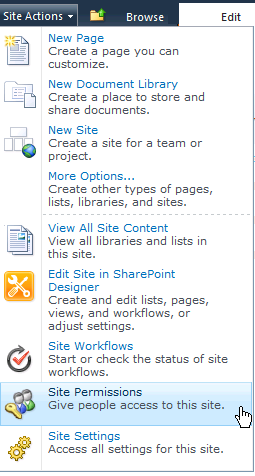 Site Actions Browse Edit
New Page
Create a page you can
customize.
New Document Library
Create a place to store and
share documents.
New Site
Create a site for a team or
project.
More Options...
Create other types of pages,
lists, libraries, and sites.
View All Site Content
View all libraries and lists in
this site.
Edit Site in SharePoint
Designer
Create and edit lists, pages,
views, and workflows, or
adjust settings.
Site Workflows
Start or check the status of site
workflows.
Site Permissions
Give people access to this site.
Site Settings
Access all settings for this site.